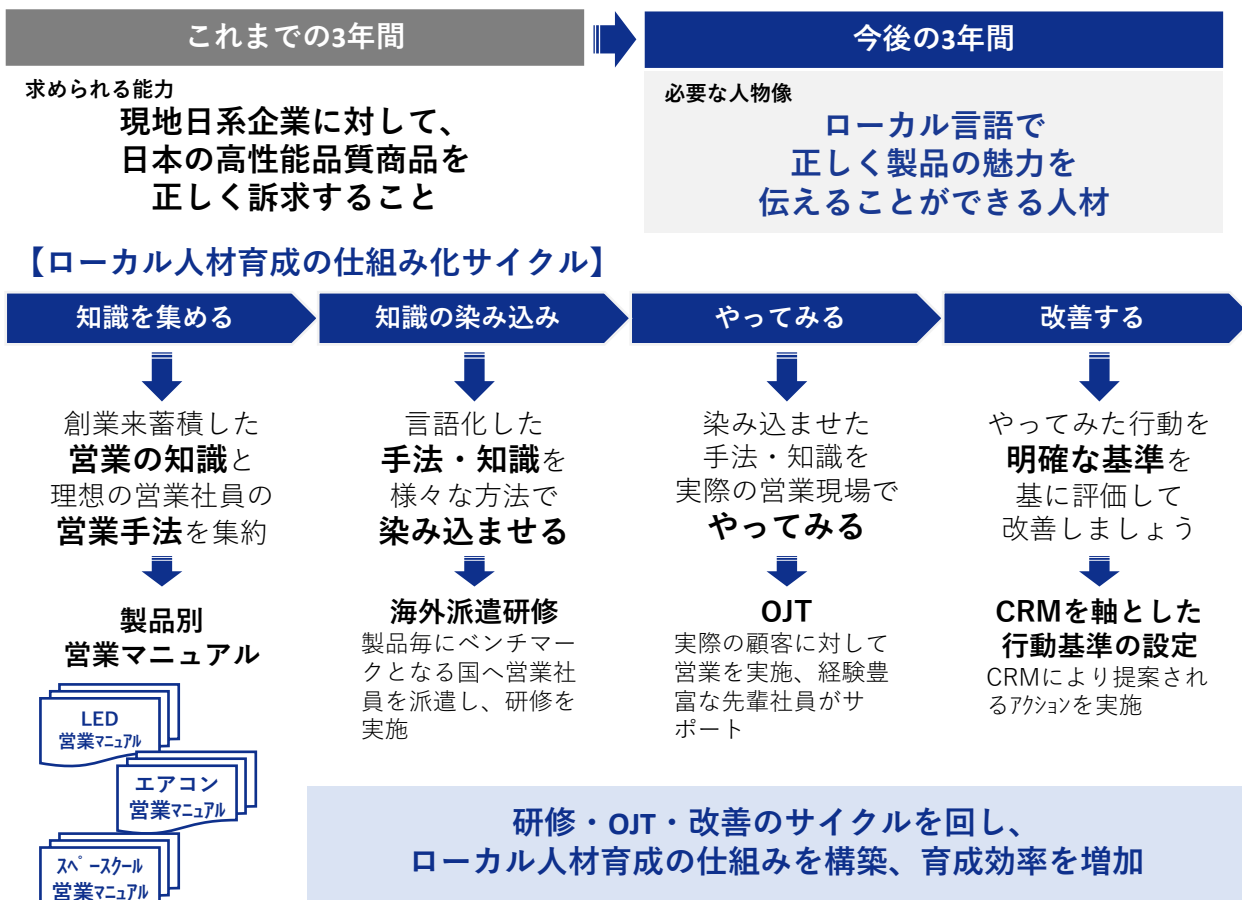 これまでの3年間
今後の3年間
求められる能力
現地日系企業に対して、
日本の高性能品質商品を
正しく訴求すること
必要な人物像
ローカル言語で
正しく製品の魅力を
伝えることができる人材
【ローカル人材育成の仕組み化サイクル】
知識を集める
知識の染み込み
やってみる
改善する
創業来蓄積した
営業の知識と
理想の営業社員の
営業手法を集約
製品別
営業マニュアル
LED
営業ﾏﾆｭｱﾙ
エアコン
営業ﾏﾆｭｱﾙ
ｽﾍﾟｰｽｸｰﾙ
営業ﾏﾆｭｱﾙ
言語化した
手法・知識を
様々な方法で
染み込ませる
海外派遣研修
製品毎にベンチマー
クとなる国へ営業社
員を派遣し、研修を
実施
染み込ませた
手法・知識を
実際の営業現場で
やってみる
OJT
実際の顧客に対して
営業を実施、経験豊
富な先輩社員がサ
ポート
やってみた行動を
明確な基準を
基に評価して
改善しましょう
CRMを軸とした
行動基準の設定
CRMにより提案され
るｱｸｼｮﾝを実施
研修・OJT・改善のサイクルを回し、
ローカル人材育成の仕組みを構築、育成効率を増加